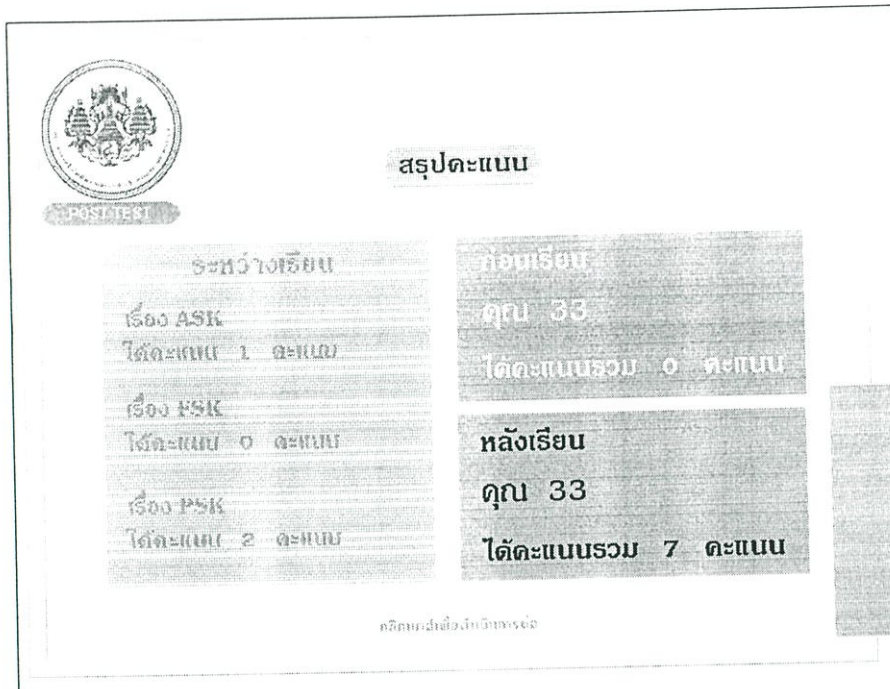 สรุปคะแนน
POST TEST
ระหว่างเรียน
เรื่อง ASK
ได้คะแนน 1 คะแนน
เรื่อง FSK
ได้คะแนน 0 คะแนน
เรื่อง PSK
ได้คะแนน 2 คะแนน
ก่อนเรียน
คุณ 33
ได้คะแนนรวม 0 คะแนน
หลังเรียน
คุณ 33
ได้คะแนนรวม 7 คะแนน